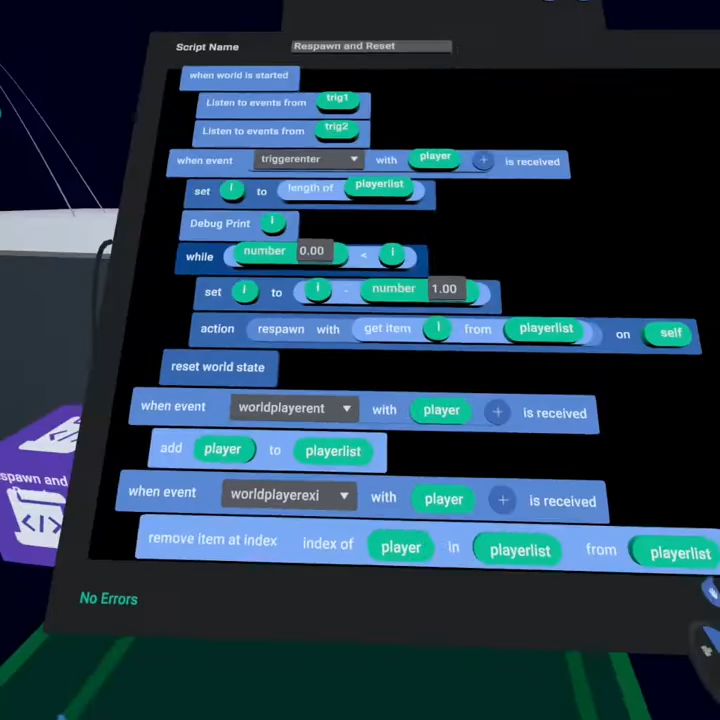 Script Name Respawn and Reset
when world is started
Listen to events from trig1
Listen to events from trig2
when event triggerenter with player + is received
set i to length of playerlist
Debug Print i
while number 0.00 < i
set i to i - number 1.00
action respawn with get item i from playerlist on self
reset world state
when event worldplayerent with player + is received
add player to playerlist
when event worldplayerexi with player + is received
remove item at index index of player in playerlist from playerlist
No Errors
spawn and